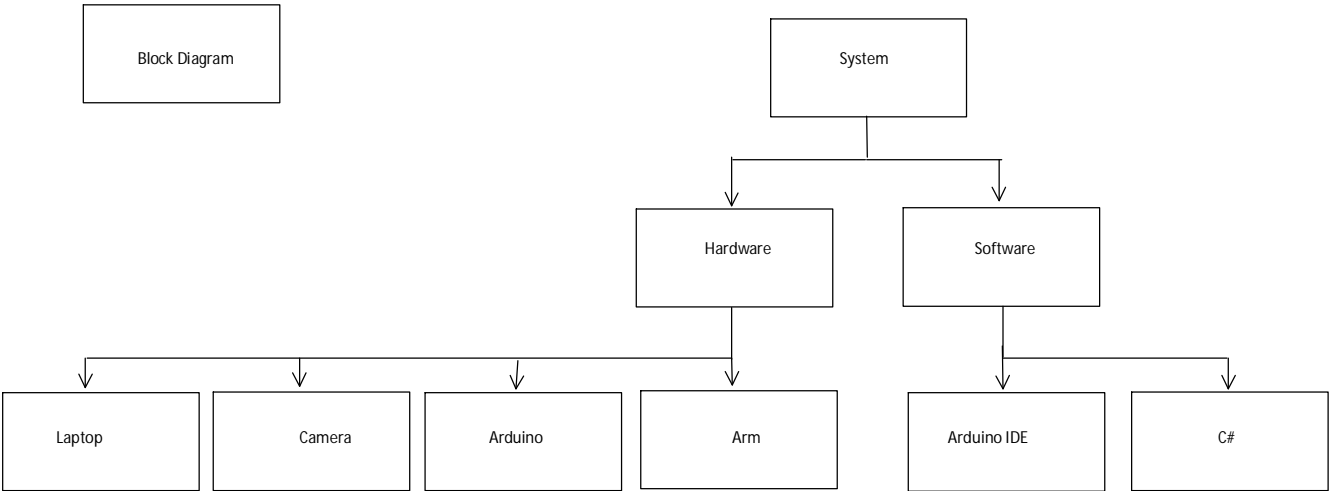 Block Diagram
System
Hardware
Software
Laptop
Camera
Arduino
Arm
Arduino IDE
C#